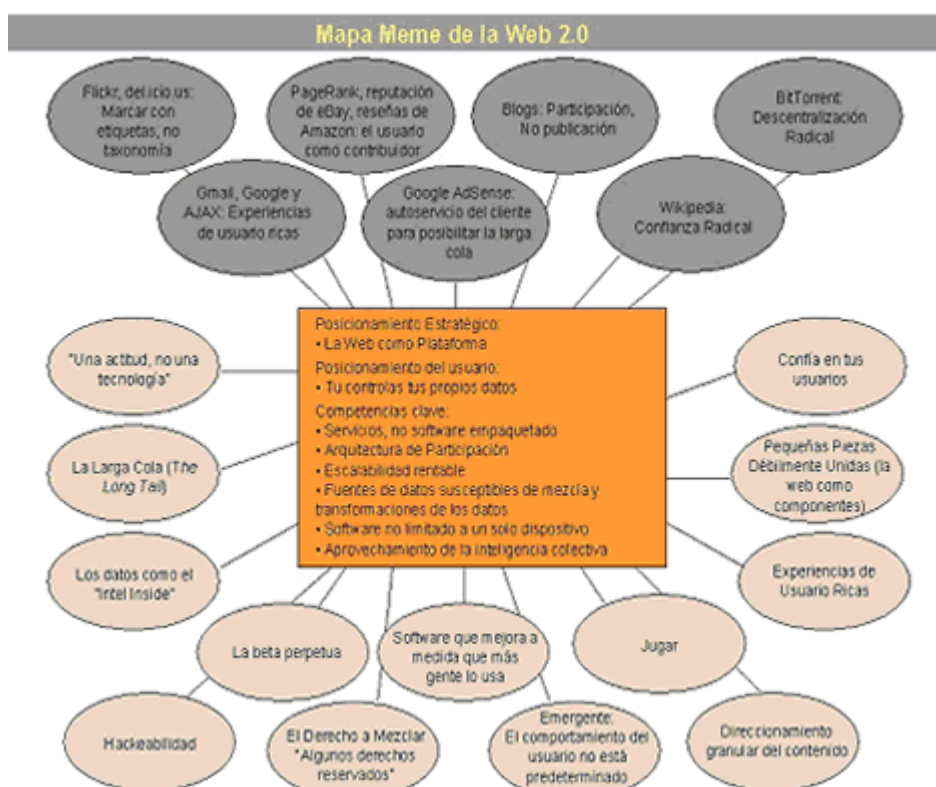 Mapa Meme de la Web 2.0
Flickr, del.icio.us:
Marcar con
etiquetas, no
taxonomía
PageRank, reputación
de eBay, reseñas de
Amazon: el usuario
como contribuidor
Blogs: Participación,
No publicación
BitTorrent:
Descentralización
Radical
Gmail, Google y
AJAX: Experiencias
de usuario ricas
Google AdSense:
autoservicio del cliente
para posibilitar la larga
cola
Wikipedia:
Confianza Radical
Posicionamiento Estratégico:
• La Web como Plataforma
Posicionamiento del usuario:
• Tu controlas tus propios datos
Competencias clave:
• Servicios, no software empaquetado
• Arquitectura de Participación
• Escalabilidad rentable
• Fuentes de datos susceptibles de mezcla y
transformaciones de los datos
• Software no limitado a un solo dispositivo
• Aprovechamiento de la inteligencia colectiva
"Una actitud, no una
tecnología"
La Larga Cola (The
Long Tail)
Los datos como el
"Intel Inside"
Confía en tus
usuarios
Pequeñas Piezas
Débilmente Unidas (la
web como
componentes)
Experiencias de
Usuario Ricas
La beta perpetua
Software que mejora a
medida que más
gente lo usa
Jugar
Hackeabilidad
El Derecho a Mezclar
"Algunos derechos
reservados"
Emergente:
El comportamiento del
usuario no está
predeterminado
Direccionamiento
granular del contenido